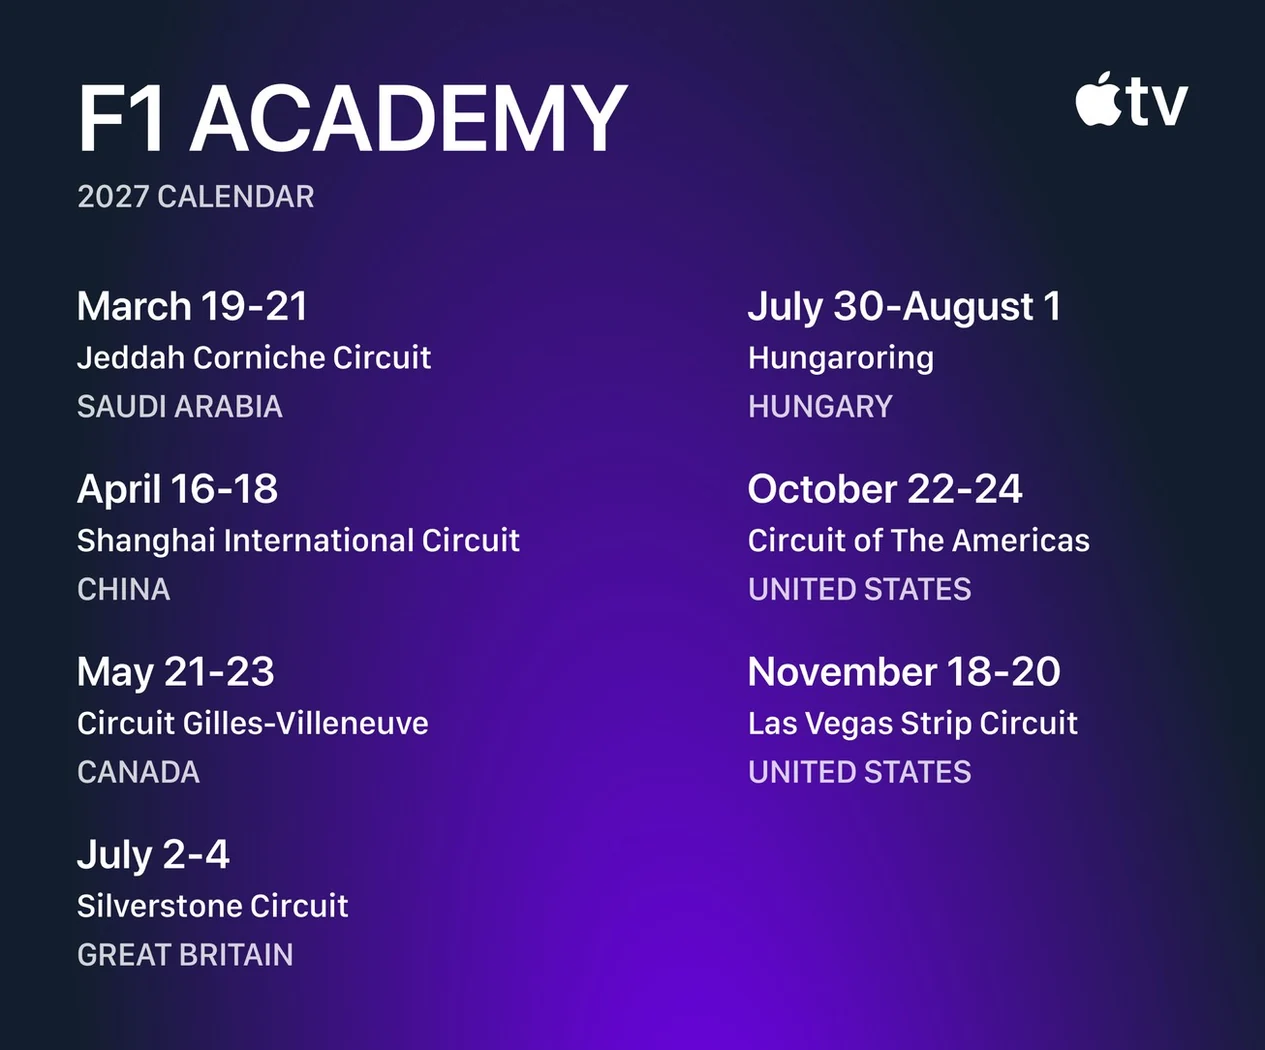 F1 ACADEMY
tv
2027 CALENDAR
March 19-21
Jeddah Corniche Circuit
SAUDI ARABIA
April 16-18
Shanghai International Circuit
CHINA
May 21-23
Circuit Gilles-Villeneuve
CANADA
July 2-4
Silverstone Circuit
GREAT BRITAIN
July 30-August 1
Hungaroring
HUNGARY
October 22-24
Circuit of The Americas
UNITED STATES
November 18-20
Las Vegas Strip Circuit
UNITED STATES